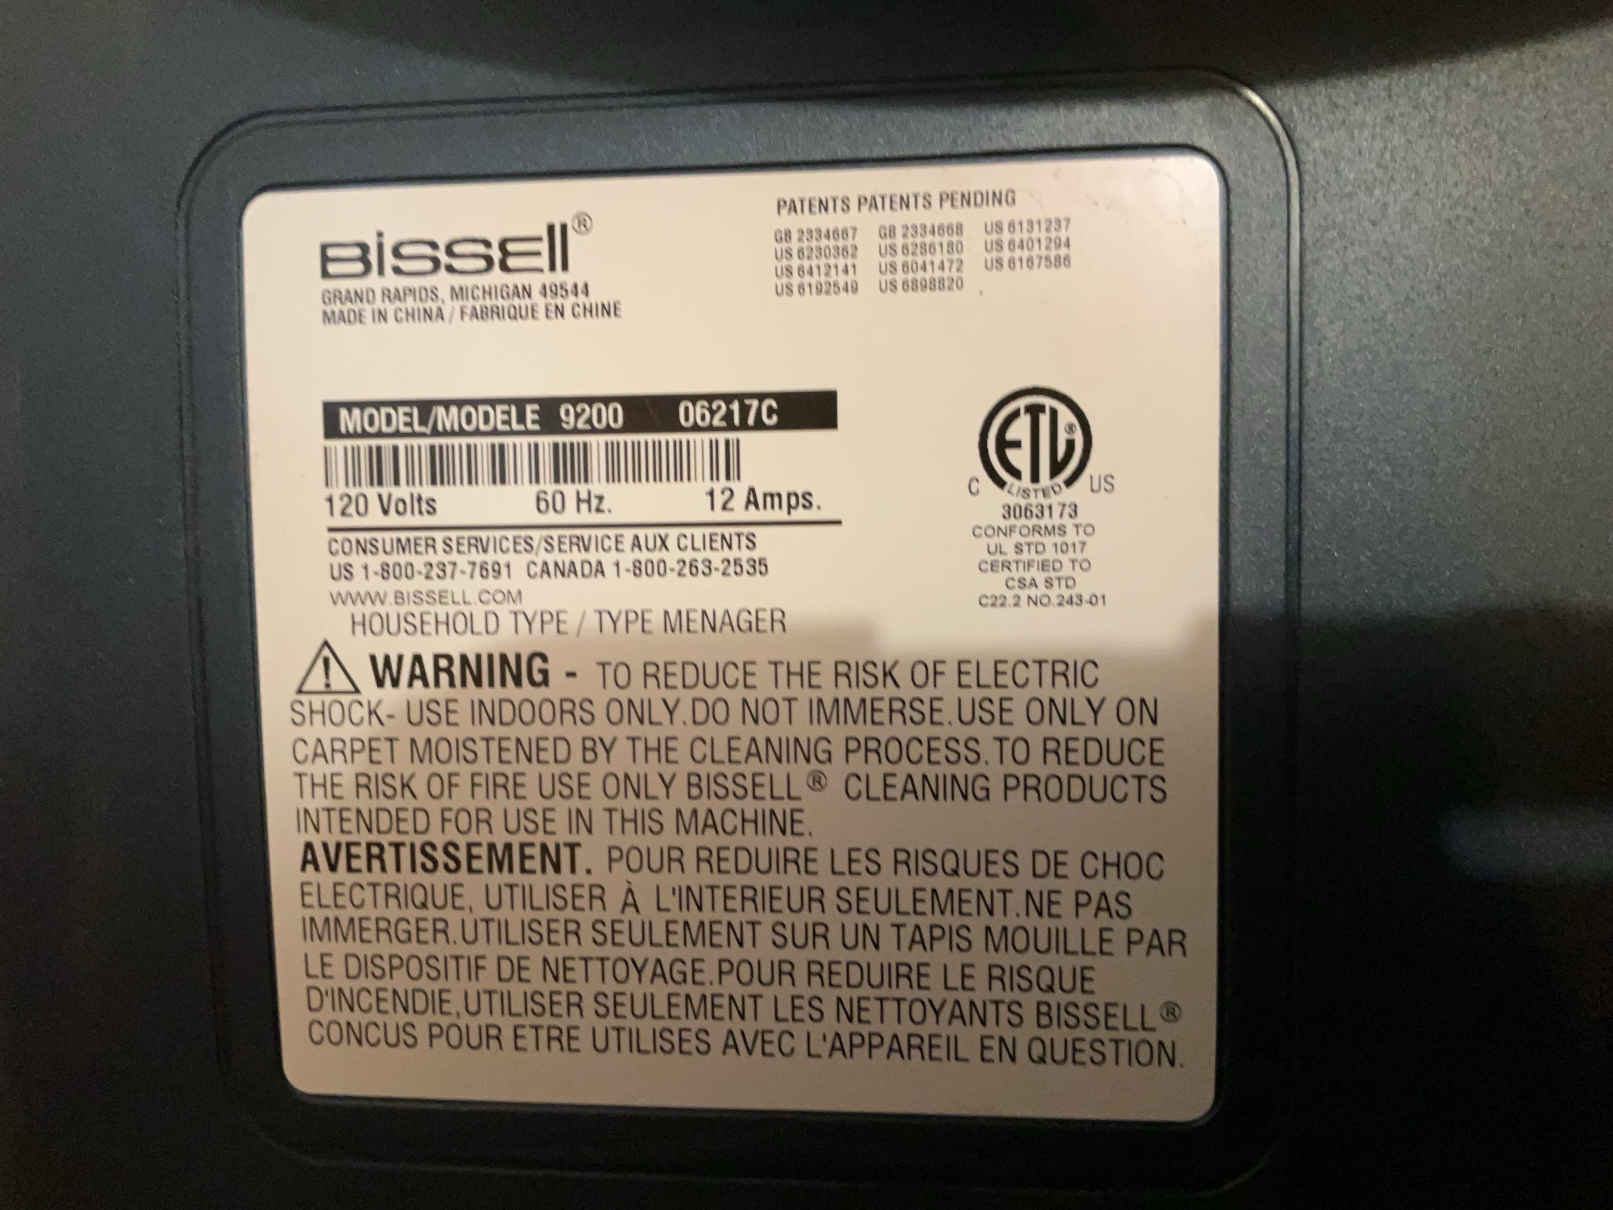 BISSELL®
GRAND RAPIDS, MICHIGAN 49544
MADE IN CHINA / FABRIQUE EN CHINE
PATENTS PATENTS PENDING
GB 2334667 GB 2334668 US 6131237
US 6230362 US 6286180 US 6401294
US 6412141 US 6041472 US 6167586
US 6192549 US 6898820
MODEL/MODELE 9200 06217C
120 Volts 60 Hz. 12 Amps.
CONSUMER SERVICES/SERVICE AUX CLIENTS
US 1-800-237-7691 CANADA 1-800-263-2535
WWW.BISSELL.COM
HOUSEHOLD TYPE / TYPE MENAGER
ETL®
C LISTED US
3063173
CONFORMS TO
UL STD 1017
CERTIFIED TO
CSA STD
C22.2 NO.243-01
WARNING - TO REDUCE THE RISK OF ELECTRIC
SHOCK- USE INDOORS ONLY.DO NOT IMMERSE.USE ONLY ON
CARPET MOISTENED BY THE CLEANING PROCESS.TO REDUCE
THE RISK OF FIRE USE ONLY BISSELL® CLEANING PRODUCTS
INTENDED FOR USE IN THIS MACHINE.
AVERTISSEMENT. POUR REDUIRE LES RISQUES DE CHOC
ELECTRIQUE, UTILISER À L'INTERIEUR SEULEMENT.NE PAS
IMMERGER.UTILISER SEULEMENT SUR UN TAPIS MOUILLE PAR
LE DISPOSITIF DE NETTOYAGE.POUR REDUIRE LE RISQUE
D'INCENDIE,UTILISER SEULEMENT LES NETTOYANTS BISSELL®
CONCUS POUR ETRE UTILISES AVEC L'APPAREIL EN QUESTION.